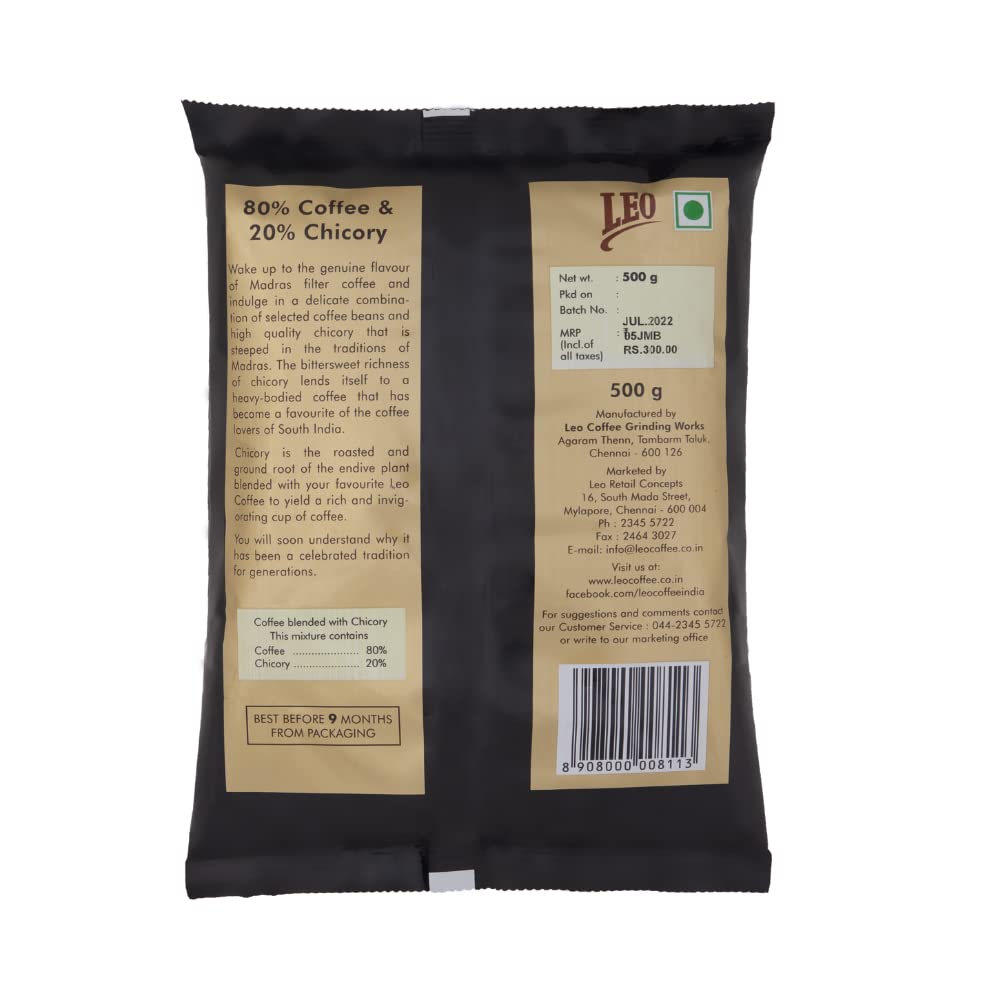 80% Coffee &
20% Chicory
Wake up to the genuine flavour
of Madras filter coffee and
indulge in a delicate combina-
tion of selected coffee beans and
high quality chicory that is
steeped in the traditions of
Madras. The bittersweet richness
of chicory lends itself to a
heavy-bodied coffee that has
become a favourite of the coffee
lovers of South India.
Chicory is the roasted and
ground root of the endive plant
blended with your favourite Leo
Coffee to yield a rich and invig-
orating cup of coffee.
You will soon understand why it
has been a celebrated tradition
for generations.
Coffee blended with Chicory
This mixture contains
Coffee ..................... 80%
Chicory ..................... 20%
BEST BEFORE 9 MONTHS
FROM PACKAGING
LEO
Net wt. : 500 g
Pkd on :
Batch No. :
JUL.2022
MRP : 05JMB
(Incl.of
all taxes) RS.300.00
500 g
Manufactured by
Leo Coffee Grinding Works
Agaram Thenn, Tambarm Taluk,
Chennai - 600 126
Marketed by
Leo Retail Concepts
16, South Mada Street,
Mylapore, Chennai - 600 004
Ph : 2345 5722
Fax : 2464 3027
E-mail: info@leocoffee.co.in
Visit us at:
www.leocoffee.co.in
facebook.com/leocoffeeindia
For suggestions and comments contact
our Customer Service : 044-2345 5722
or write to our marketing office
8 908000 008113